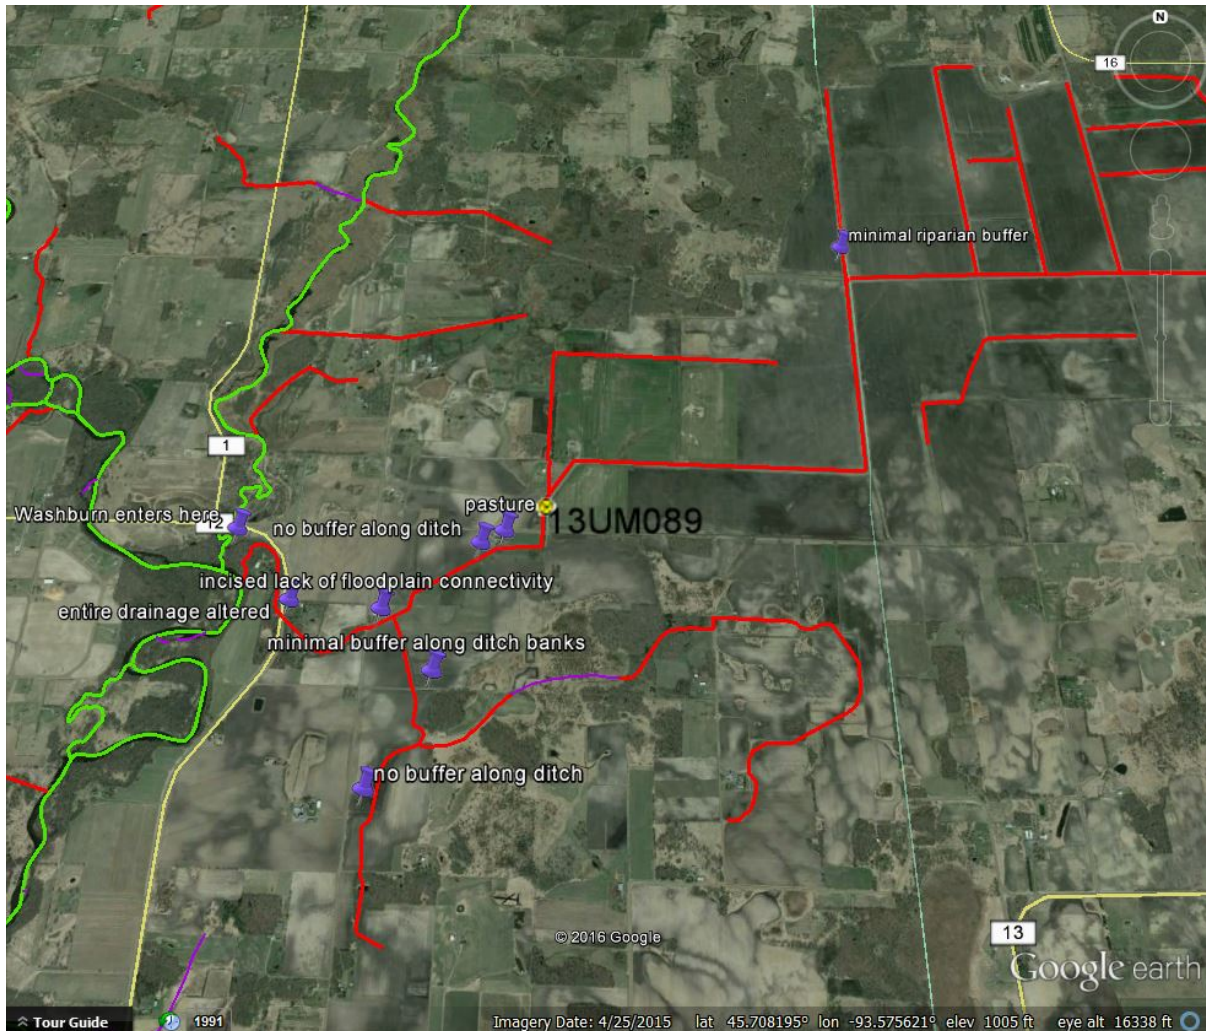 N
16
minimal riparian buffer
1
pasture
Washburn enters here
12
no buffer along ditch
13UM089
incised lack of floodplain connectivity
entire drainage altered
minimal buffer along ditch banks
no buffer along ditch
13
© 2016 Google
Google earth
Tour Guide
1991
Imagery Date: 4/25/2015 lat 45.708195° lon -93.575621° elev 1005 ft eye alt 16338 ft